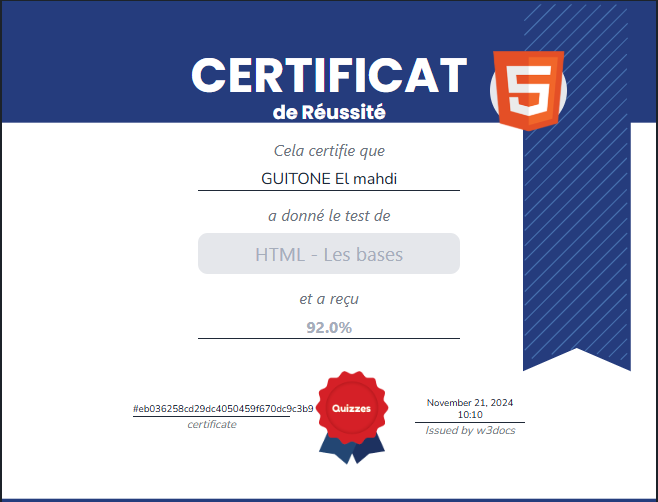 CERTIFICAT
de Réussité
5
Cela certifie que
GUITONE El mahdi
a donné le test de
HTML - Les bases
et a reçu
92.0%
#eb036258cd29dc4050459f670dc9c3b9
certificate
Quizzes
November 21, 2024
10:10
Issued by w3docs